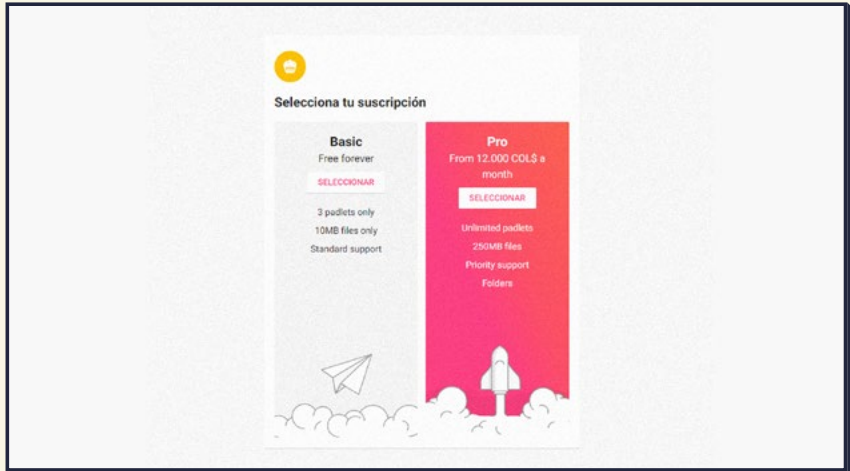 Selecciona tu suscripción
Basic
Free forever
SELECCIONAR
3 padlets only
10MB files only
Standard support
Pro
From 12.000 COL$ a
month
SELECCIONAR
Unlimited padlets
250MB files
Priority support
Folders